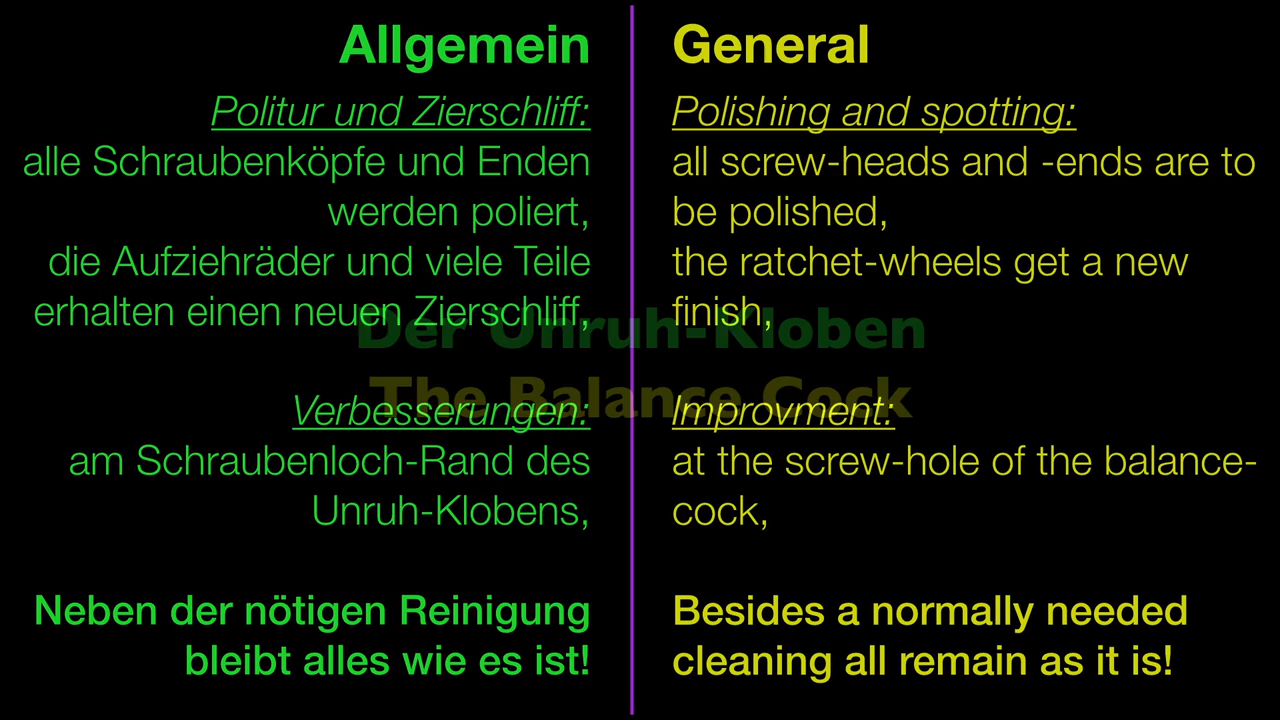 Allgemein
Politur und Zierschliff:
alle Schraubenköpfe und Enden
werden poliert,
die Aufziehräder und viele Teile
erhalten einen neuen Zierschliff,
Verbesserungen:
am Schraubenloch-Rand des
Unruh-Klobens,
Neben der nötigen Reinigung
bleibt alles wie es ist!
General
Polishing and spotting:
all screw-heads and -ends are to
be polished,
the ratchet-wheels get a new
finish,
Improvment:
at the screw-hole of the balance-
cock,
Besides a normally needed
cleaning all remain as it is!
Der Unruh-Kloben
The Balance Cock